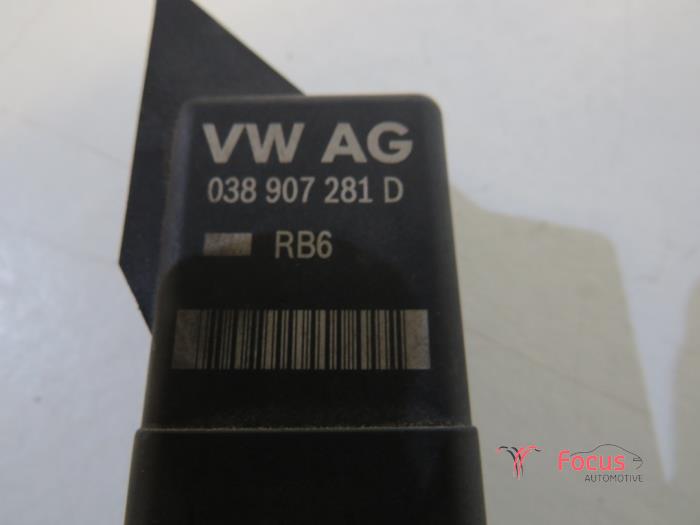 VW AG
038 907 281 D
RB6
Focus
AUTOMOTIVE